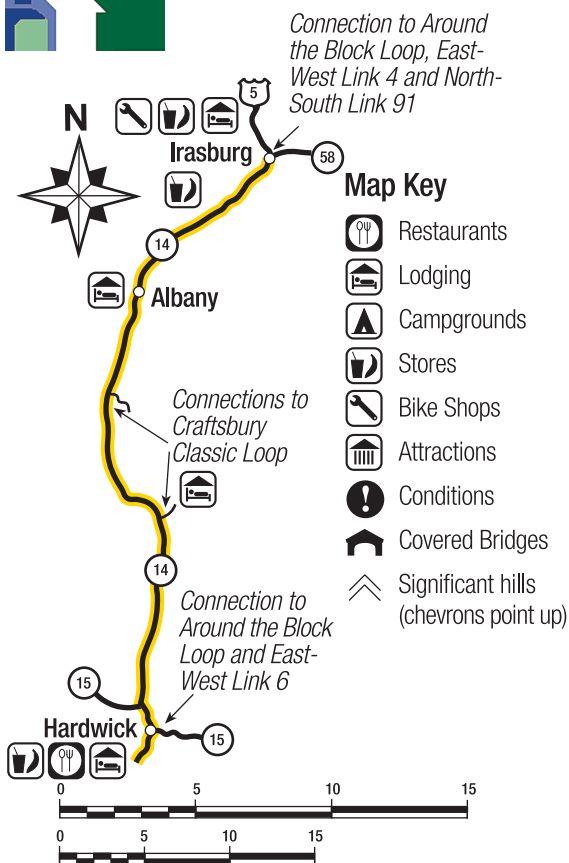 Connection to Around
the Block Loop, East-
West Link 4 and North-
South Link 91
N
5
Irasburg
58
Map Key
Restaurants
Lodging
Campgrounds
Stores
Bike Shops
Attractions
Conditions
Covered Bridges
Significant hills
(chevrons point up)
14
Albany
Connections to
Craftsbury
Classic Loop
14
Connection to
Around the Block
Loop and East-
West Link 6
15
Hardwick
15
0 5 10 15
0 5 10 15